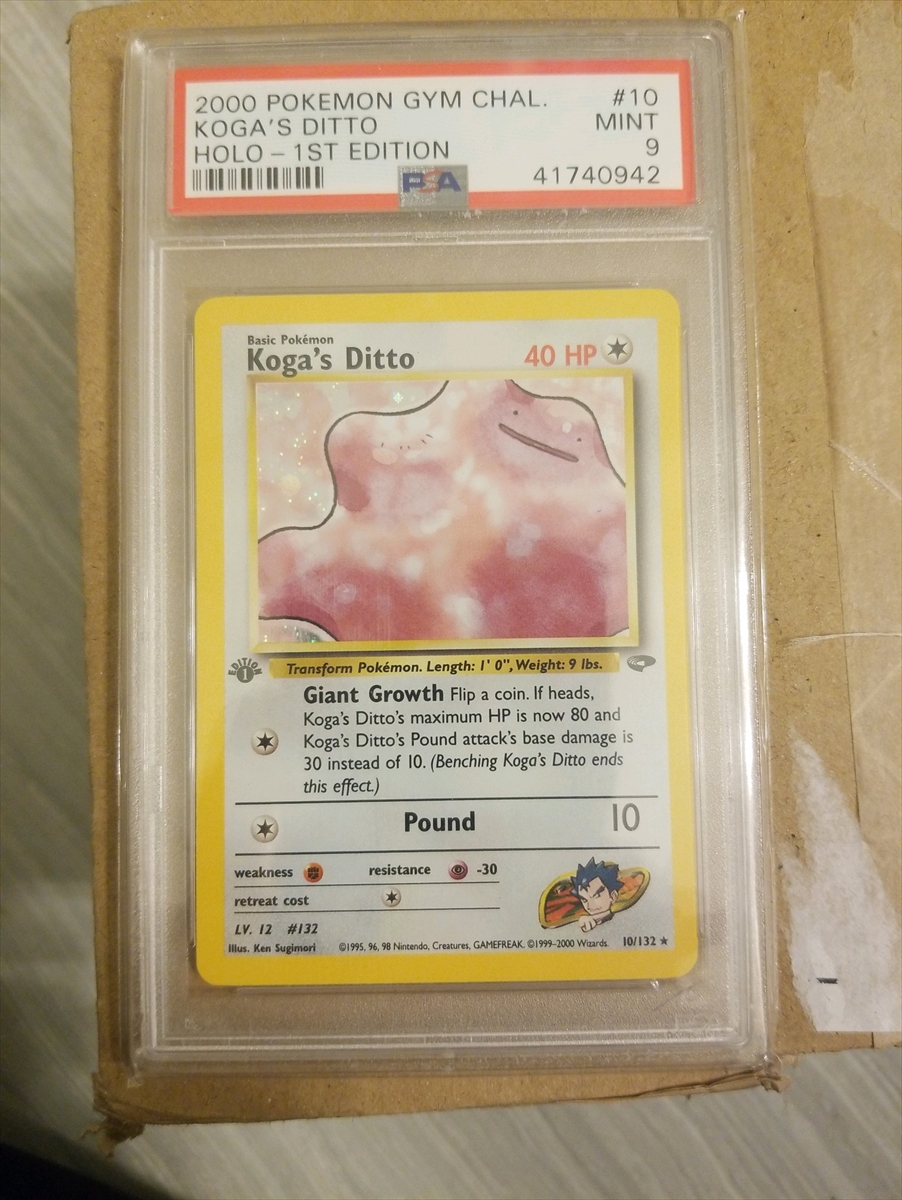 2000 POKEMON GYM CHAL. #10
KOGA'S DITTO MINT
HOLO – 1ST EDITION 9
PSA 41740942
Basic Pokémon
Koga's Ditto 40 HP
EDITION 1
Transform Pokémon. Length: 1' 0", Weight: 9 lbs.
Giant Growth Flip a coin. If heads,
Koga's Ditto's maximum HP is now 80 and
Koga's Ditto's Pound attack's base damage is
30 instead of 10. (Benching Koga's Ditto ends
this effect.)
Pound 10
weakness resistance -30
retreat cost
LV. 12 #132
Illus. Ken Sugimori ©1995, 96, 98 Nintendo, Creatures, GAMEFREAK. ©1999–2000 Wizards. 10/132 ★